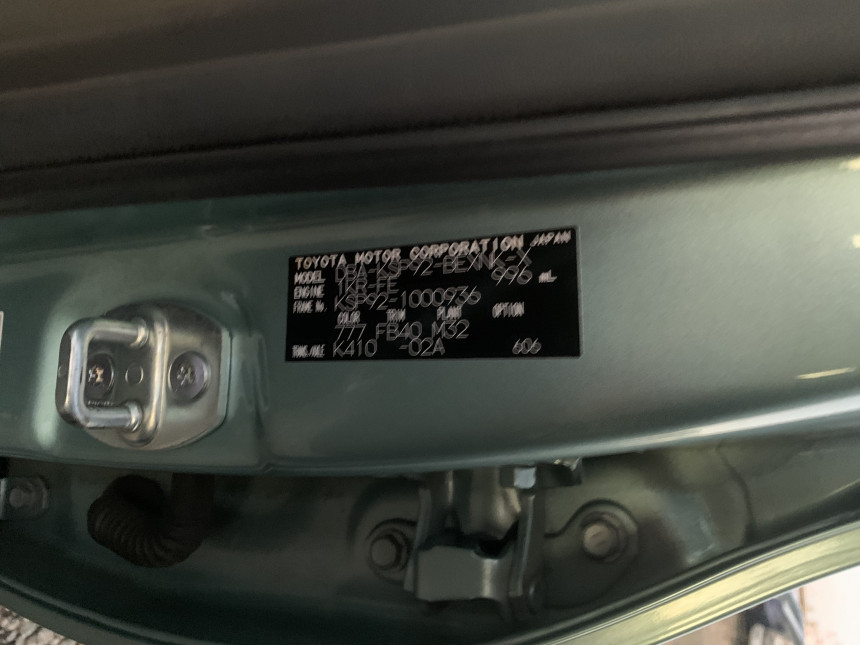 TOYOTA MOTOR CORPORATION JAPAN
MODEL DBA-KSP92-BEXNK-X
ENGINE 1KR-FE 996 mL
FRAME No. KSP92-1000936
COLOR TRIM PLANT OPTION
777 FB40 M32
TRANS./AXLE K410 -02A 606